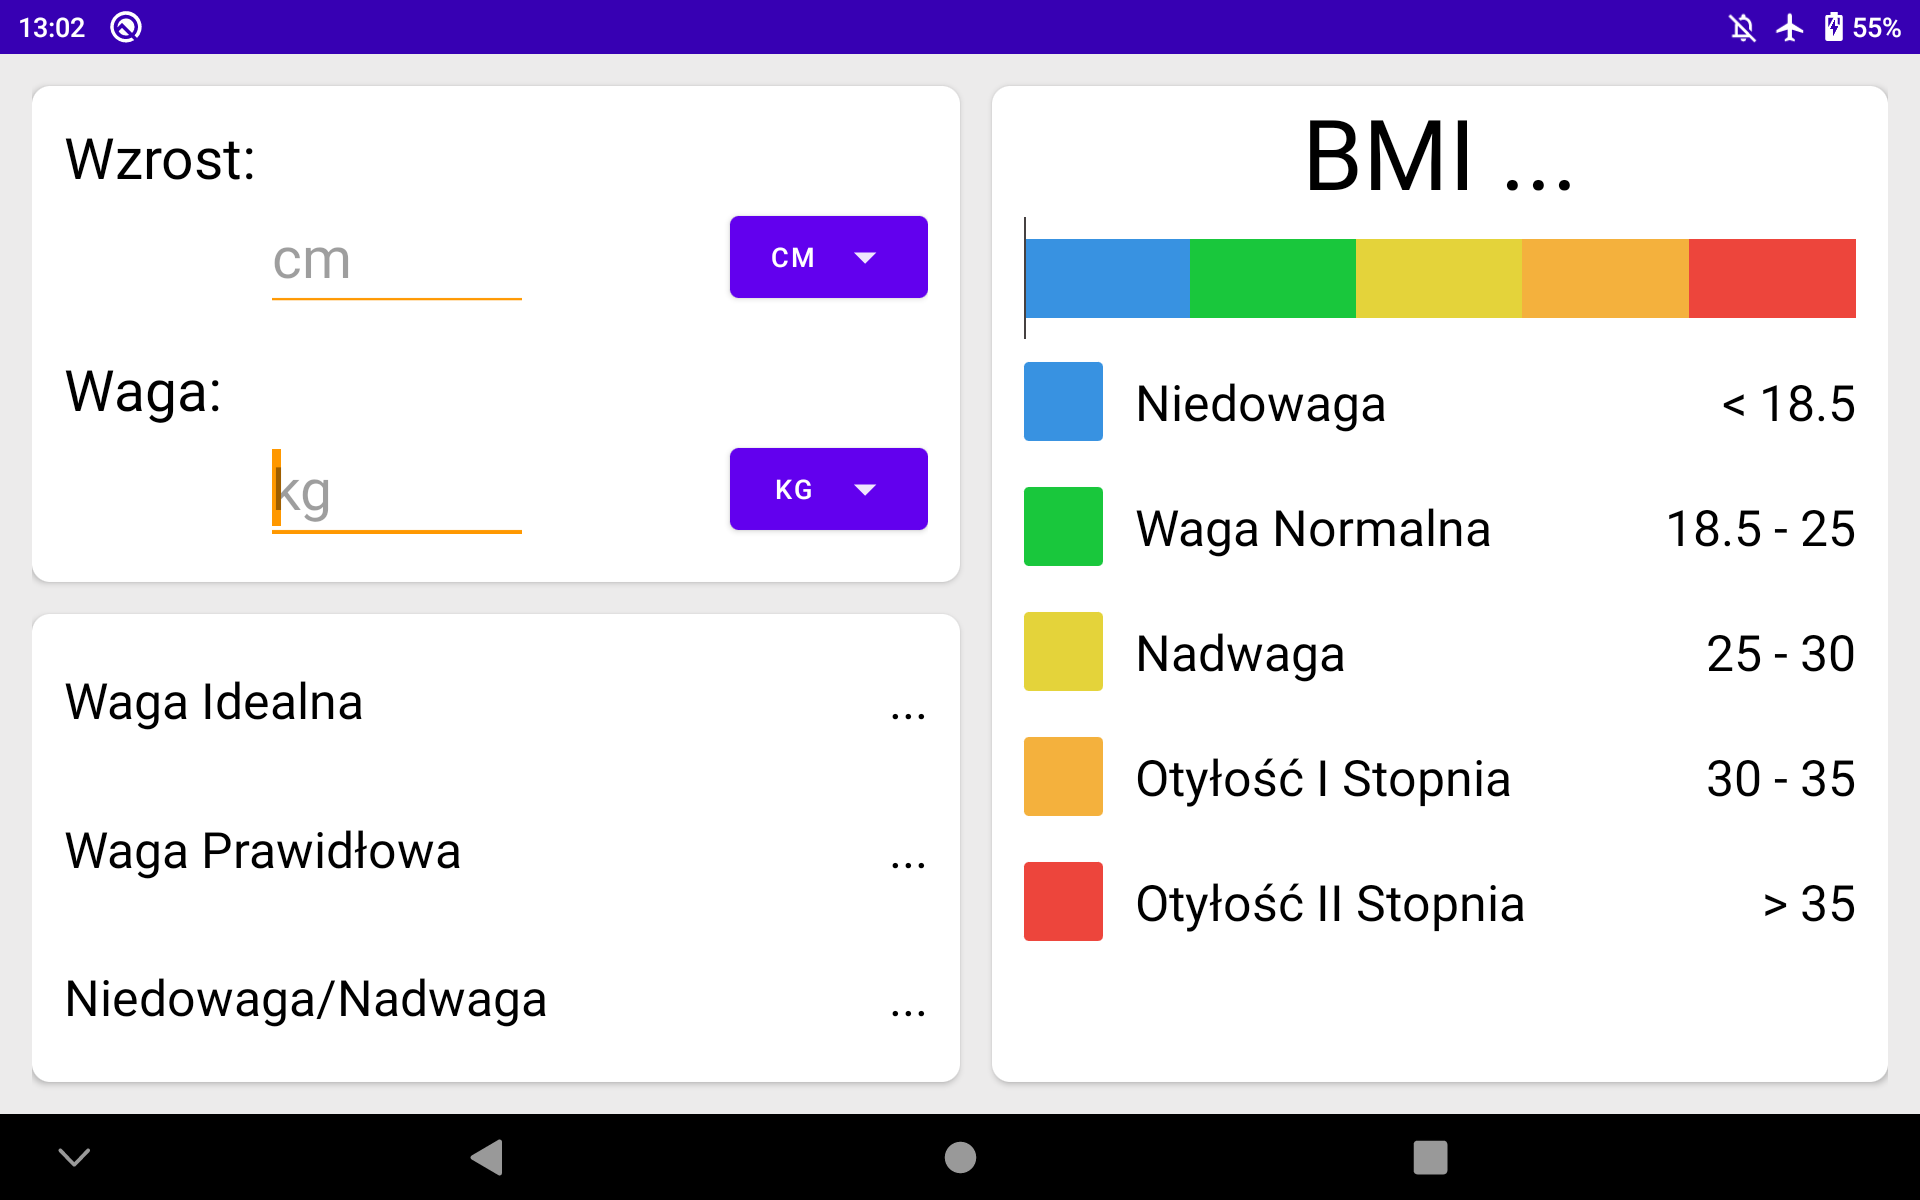 13:02
55%
Wzrost:
cm
CM
Waga:
kg
KG
Waga Idealna ...
Waga Prawidłowa ...
Niedowaga/Nadwaga ...
BMI ...
Niedowaga < 18.5
Waga Normalna 18.5 - 25
Nadwaga 25 - 30
Otyłość I Stopnia 30 - 35
Otyłość II Stopnia > 35